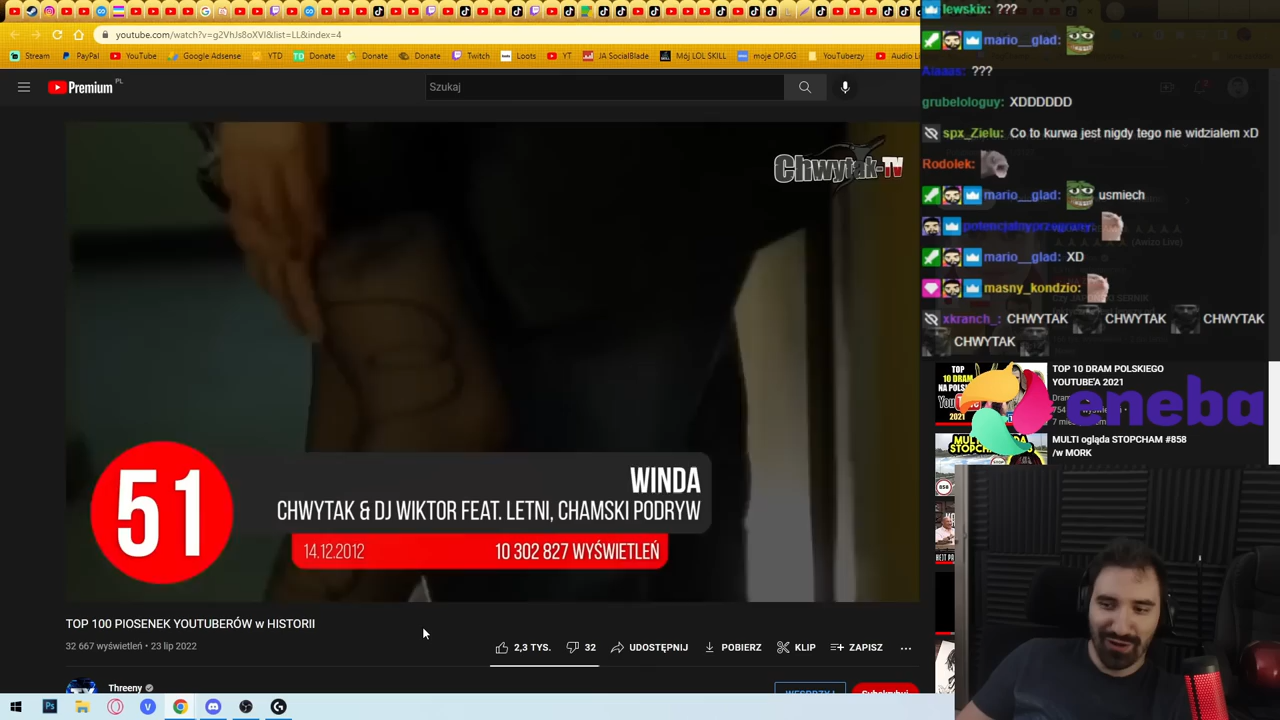 youtube.com/watch?v=g2VhJs8oXVI&list=LL&index=4
Stream
PayPal
YouTube
Google Adsense
YTD
Donate
Donate
Donate
Twitch
Loots
JA SocialBlade
Mój LOL SKILL
moje OP.GG
YouTuberzy
Audio Li
Premium PL
Szukaj
Chwytak-TV
51
WINDA
CHWYTAK & DJ WIKTOR FEAT. LETNI, CHAMSKI PODRYW
14.12.2012
10 302 827 WYŚWIETLEŃ
TOP 100 PIOSENEK YOUTUBERÓW w HISTORII
32 667 wyświetleń • 23 lip 2022
2,3 TYS.
32
UDOSTĘPNIJ
POBIERZ
KLIP
ZAPISZ
Threeny
WESPRZYJ
Subskrybuj
lewskix: ???
mario__glad:
Aiaaas: ???
grubelologuy: XDDDDDD
spx_Zielu: Co to kurwa jest nigdy tego nie widzialem xD
Rodolek:
mario__glad: usmiech
mario__glad: XD
masny_kondzio:
xkranch_: CHWYTAK CHWYTAK CHWYTAK
CHWYTAK
TOP 10 DRAM POLSKIEGO
YOUTUBE'A 2021
eneba
MULTI ogląda STOPCHAM #858
/w MORK